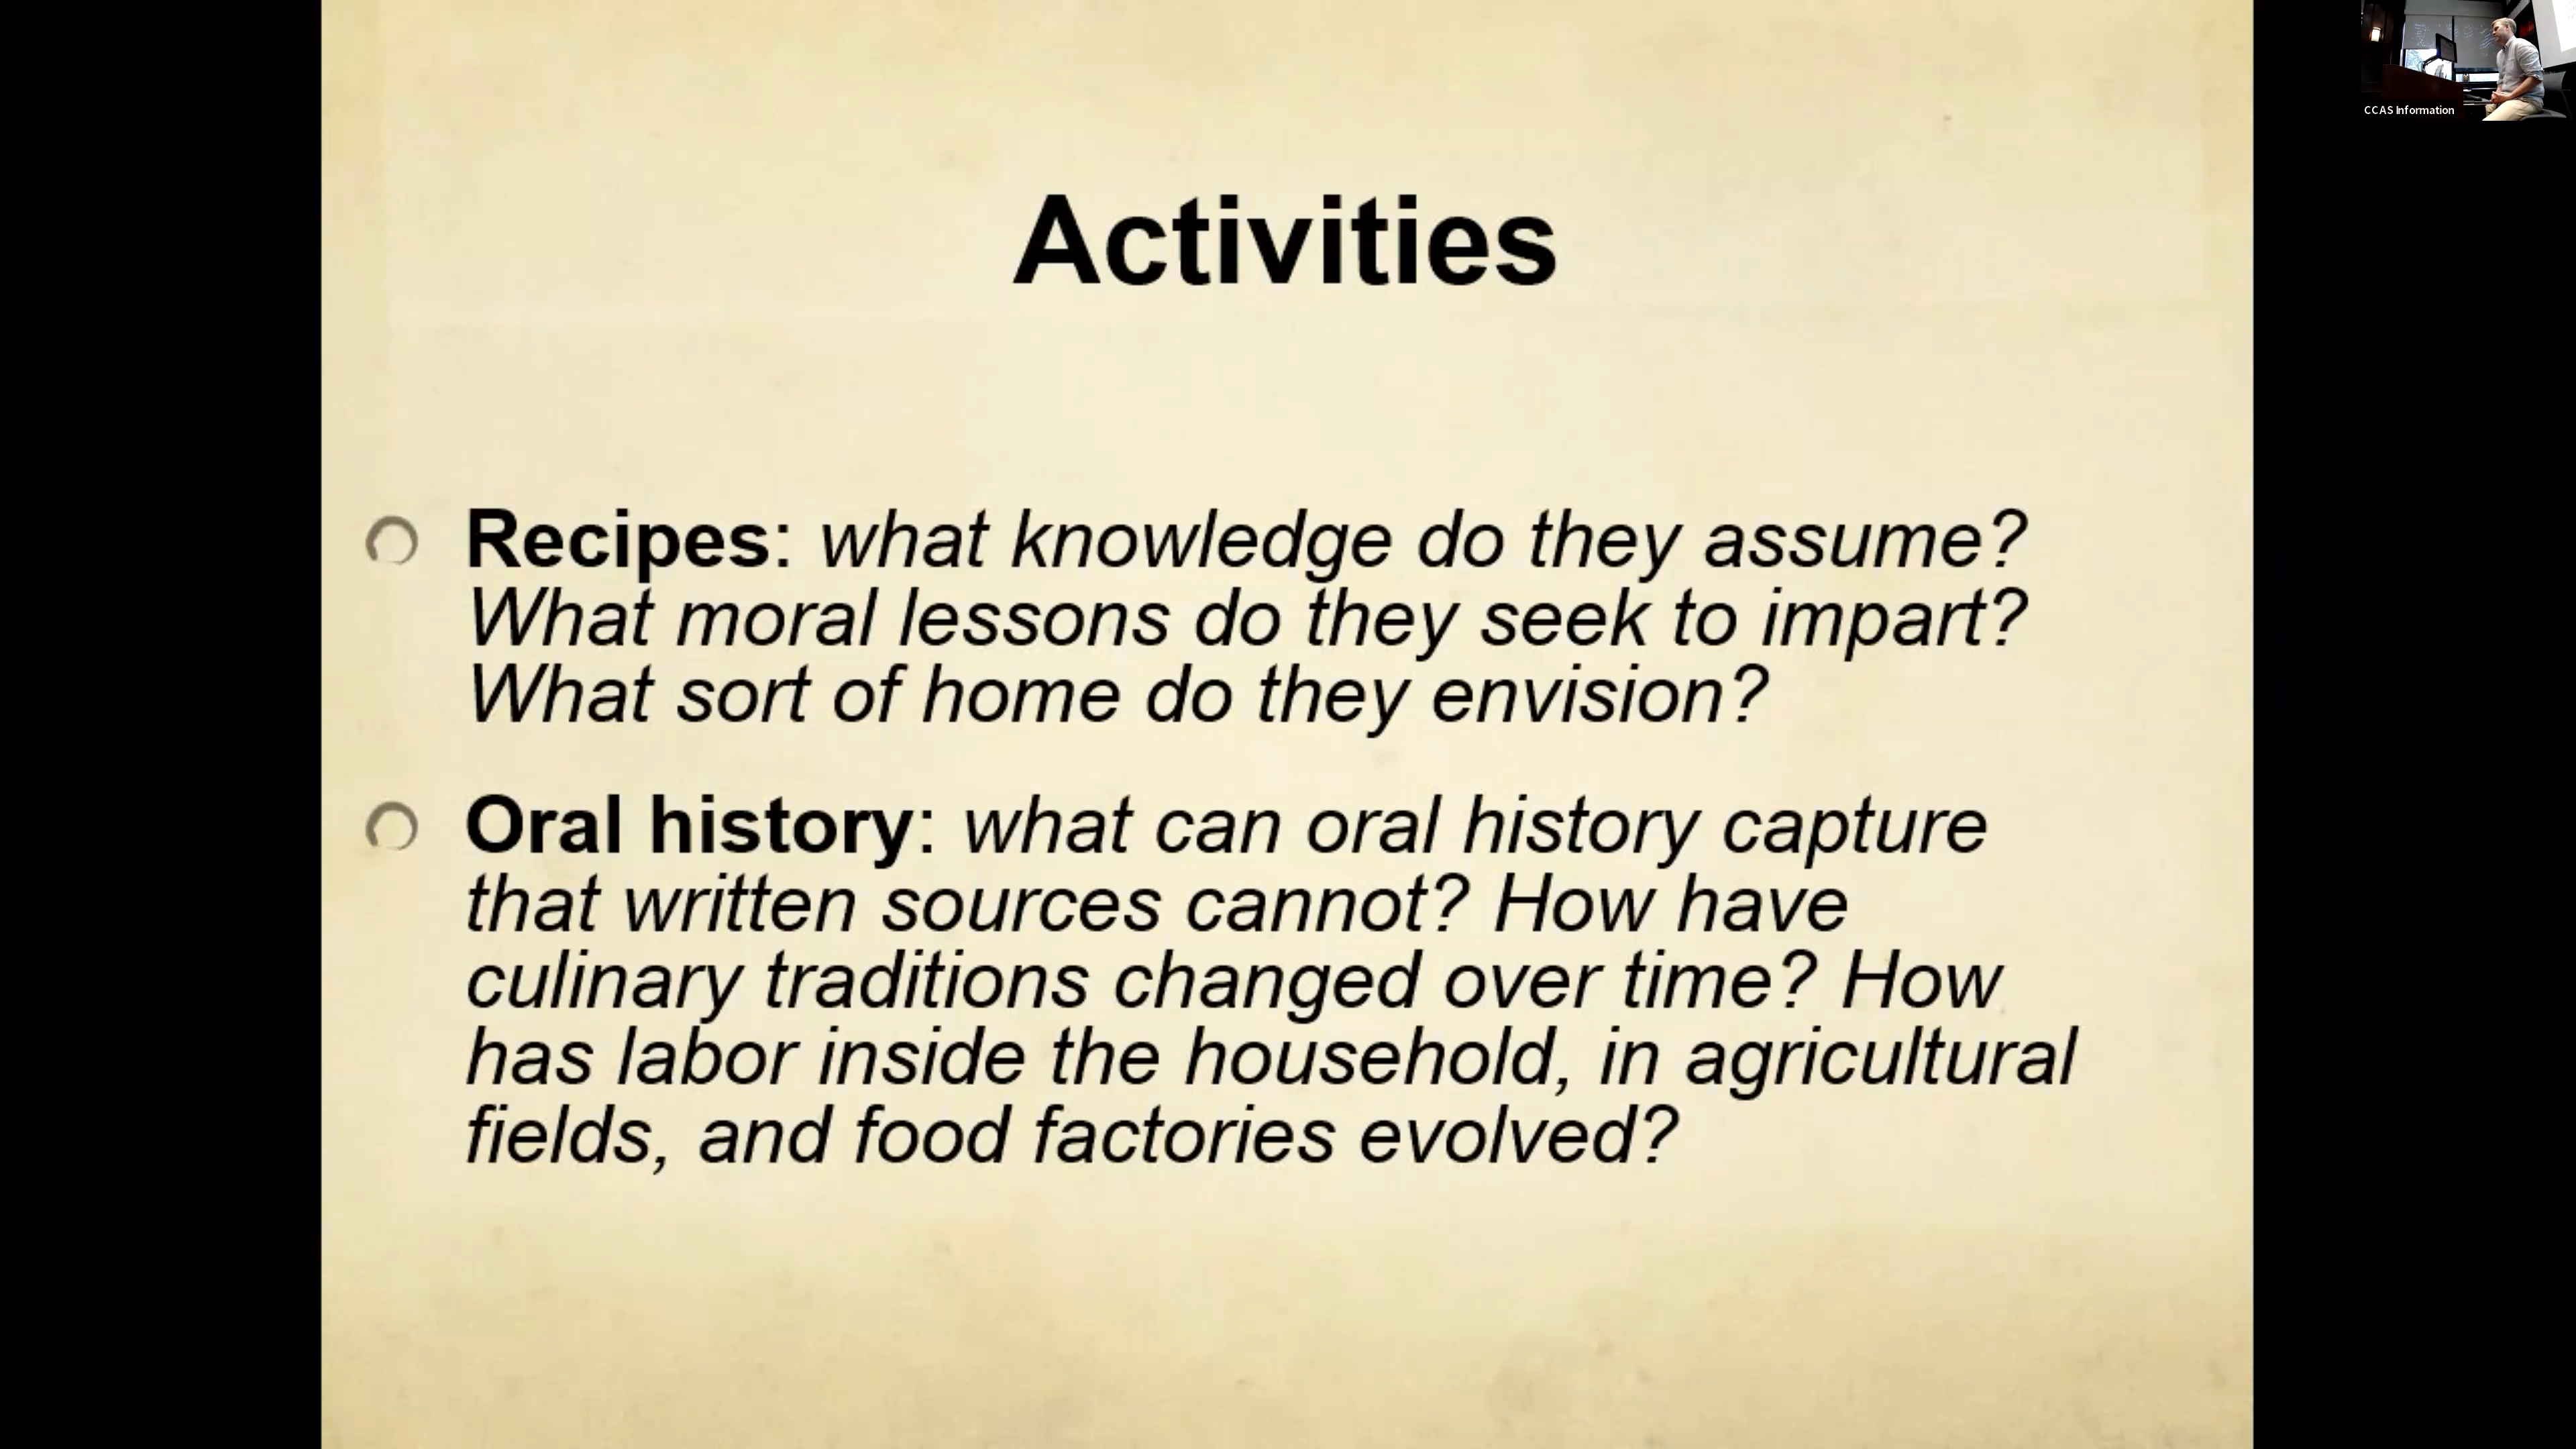 CCAS Information
Activities
Recipes: what knowledge do they assume?
What moral lessons do they seek to impart?
What sort of home do they envision?
Oral history: what can oral history capture
that written sources cannot? How have
culinary traditions changed over time? How
has labor inside the household, in agricultural
fields, and food factories evolved?